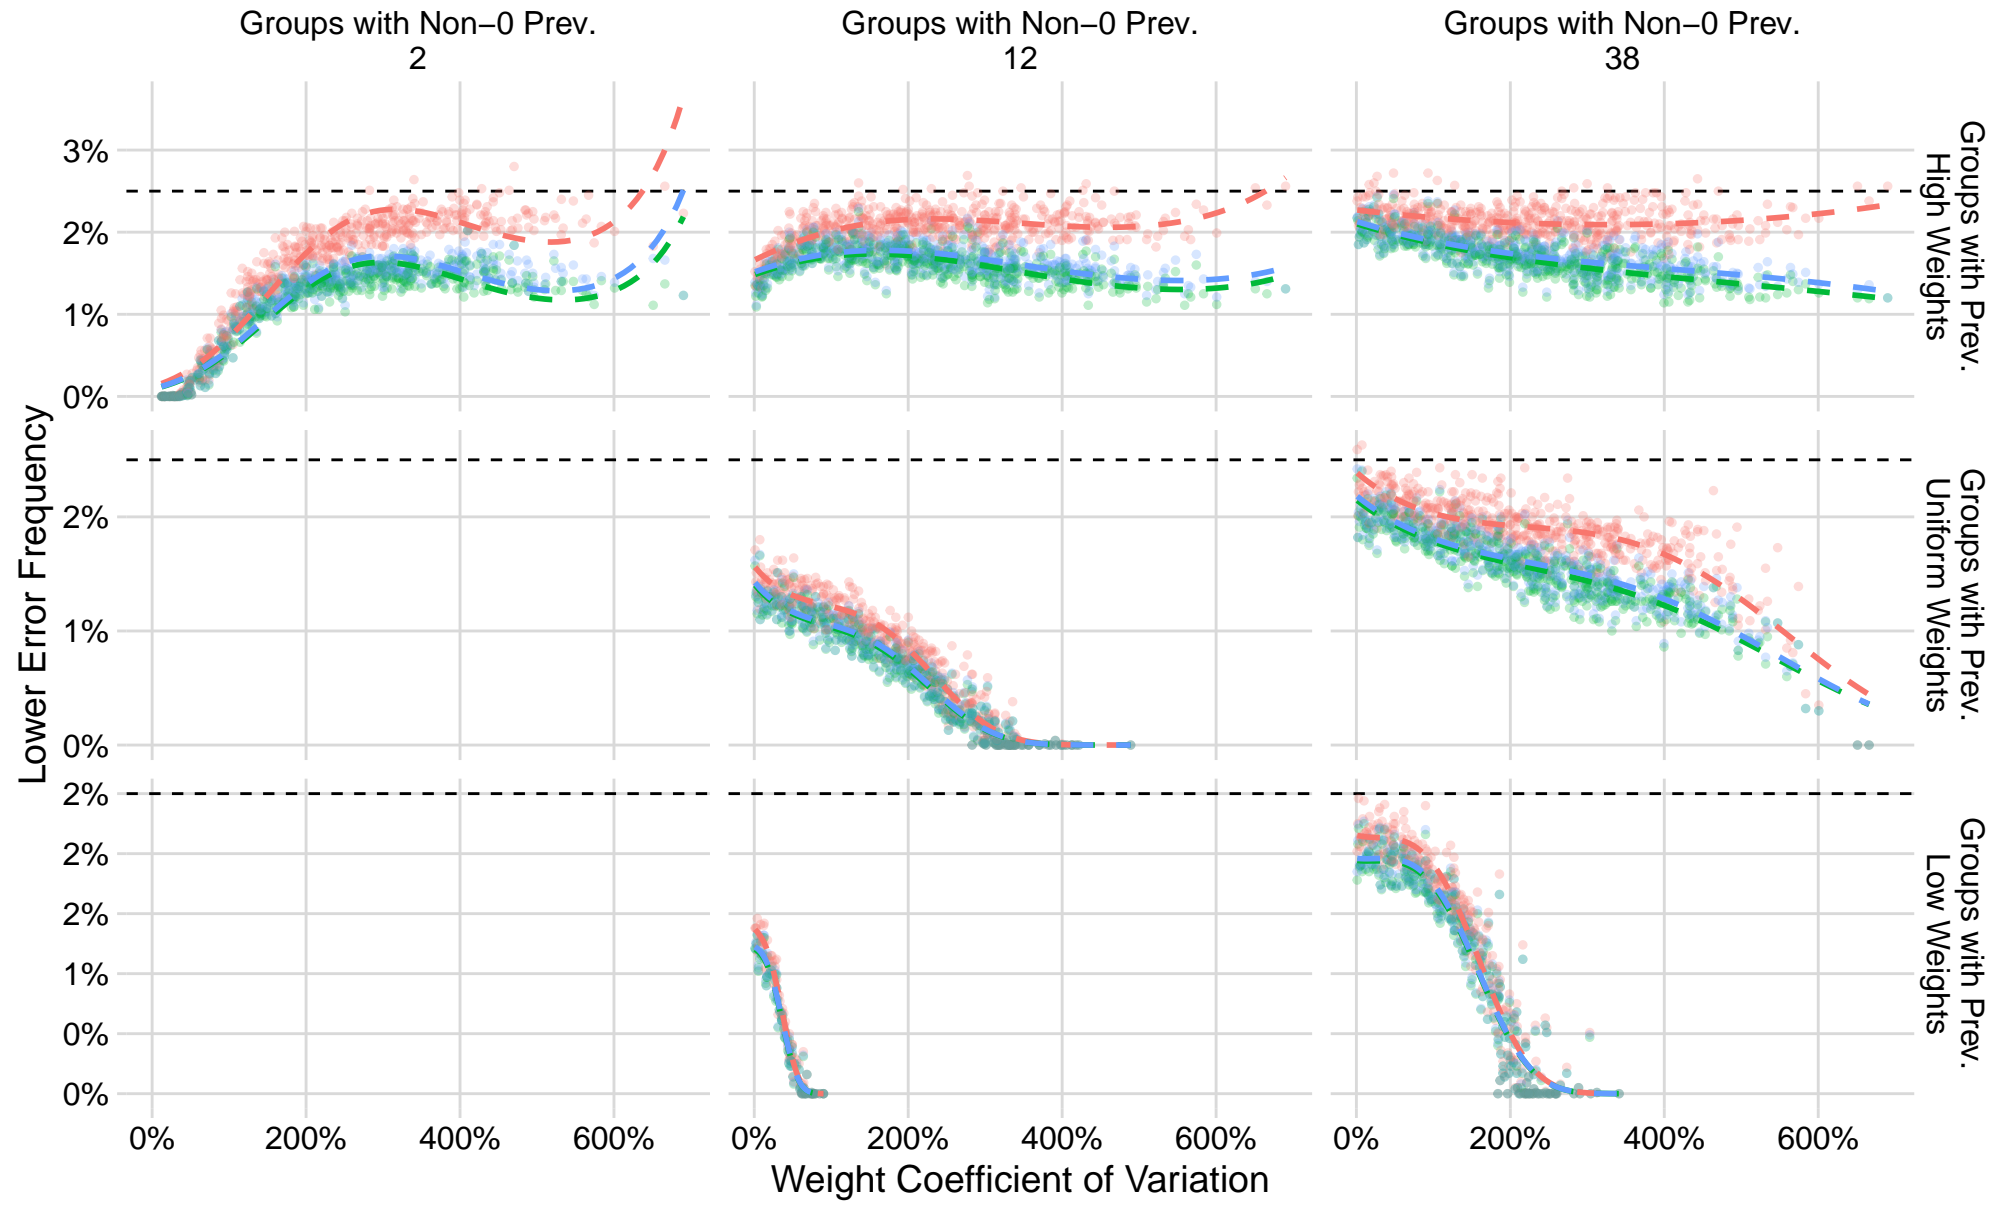 Groups with Non−0 Prev.
2
Groups with Non−0 Prev.
12
Groups with Non−0 Prev.
38
3%
2%
1%
0%
Groups with Prev.
High Weights
2%
1%
0%
Groups with Prev.
Uniform Weights
2%
2%
2%
1%
0%
0%
Groups with Prev.
Low Weights
Lower Error Frequency
0% 200% 400% 600%
0% 200% 400% 600%
0% 200% 400% 600%
Weight Coefficient of Variation